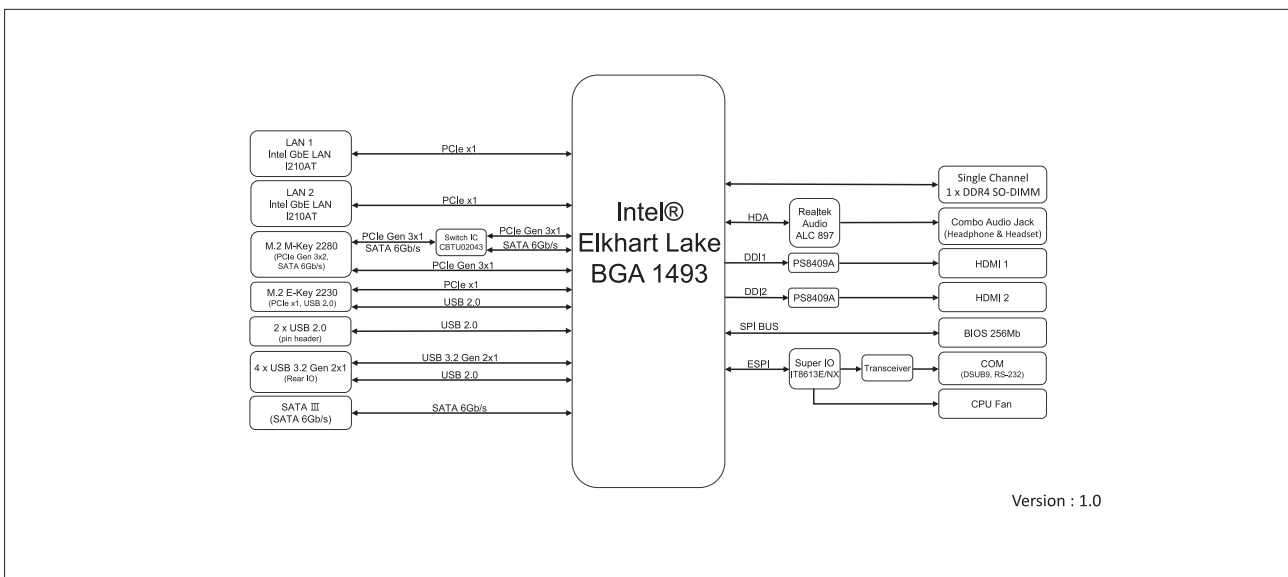 LAN 1
Intel GbE LAN
I210AT
PCIe x1
LAN 2
Intel GbE LAN
I210AT
PCIe x1
M.2 M-Key 2280
(PCIe Gen 3x2,
SATA 6Gb/s)
PCIe Gen 3x1
SATA 6Gb/s
Switch IC
CBTU02043
PCIe Gen 3x1
SATA 6Gb/s
PCIe Gen 3x1
M.2 E-Key 2230
(PCIe x1, USB 2.0)
PCIe x1
USB 2.0
2 x USB 2.0
(pin header)
USB 2.0
4 x USB 3.2 Gen 2x1
(Rear IO)
USB 3.2 Gen 2x1
USB 2.0
SATA III
(SATA 6Gb/s)
SATA 6Gb/s
Intel®
Elkhart Lake
BGA 1493
Single Channel
1 x DDR4 SO-DIMM
HDA
Realtek
Audio
ALC 897
Combo Audio Jack
(Headphone & Headset)
DDI1
PS8409A
HDMI 1
DDI2
PS8409A
HDMI 2
SPI BUS
BIOS 256Mb
ESPI
Super IO
IT8613E/NX
Transceiver
COM
(DSUB9, RS-232)
CPU Fan
Version : 1.0